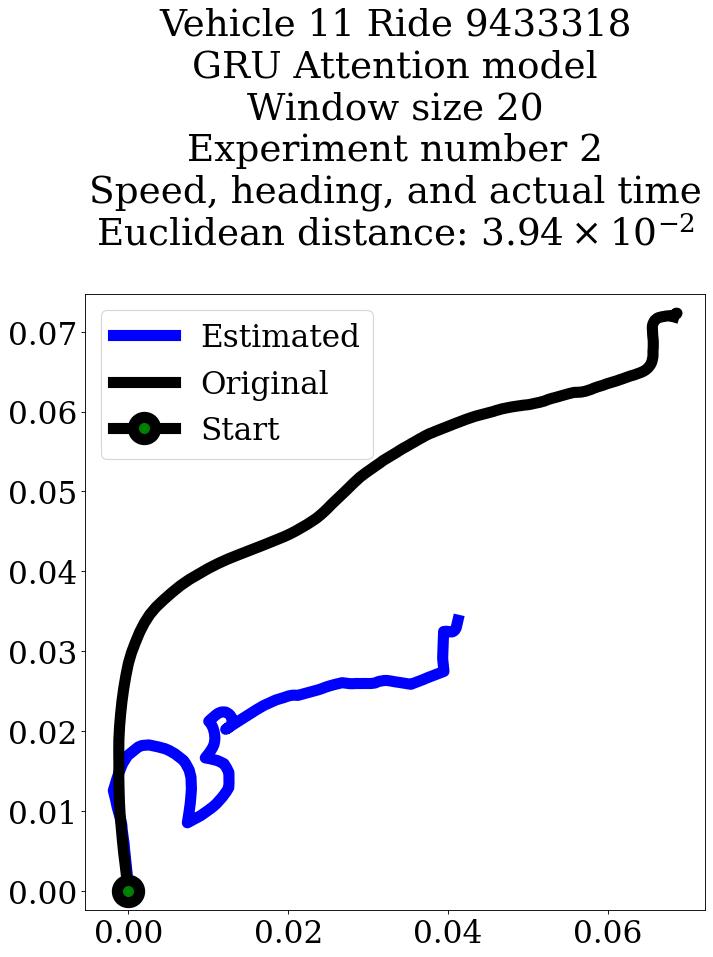 Vehicle 11 Ride 9433318
GRU Attention model
Window size 20
Experiment number 2
Speed, heading, and actual time
Euclidean distance: 3.94 × 10⁻²
Estimated
Original
Start
0.07
0.06
0.05
0.04
0.03
0.02
0.01
0.00
0.00 0.02 0.04 0.06